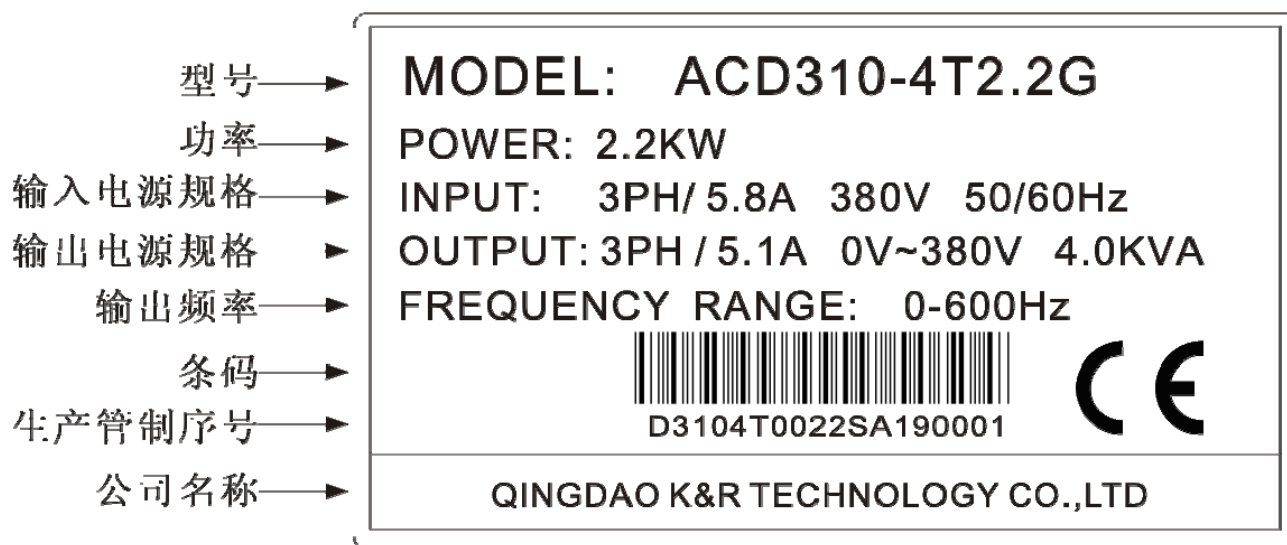 型号 MODEL: ACD310-4T2.2G
功率 POWER: 2.2KW
输入电源规格 INPUT: 3PH/ 5.8A 380V 50/60Hz
输出电源规格 OUTPUT: 3PH / 5.1A 0V~380V 4.0KVA
输出频率 FREQUENCY RANGE: 0-600Hz
条码 CE
生产管制序号 D3104T0022SA190001
公司名称 QINGDAO K&R TECHNOLOGY CO.,LTD